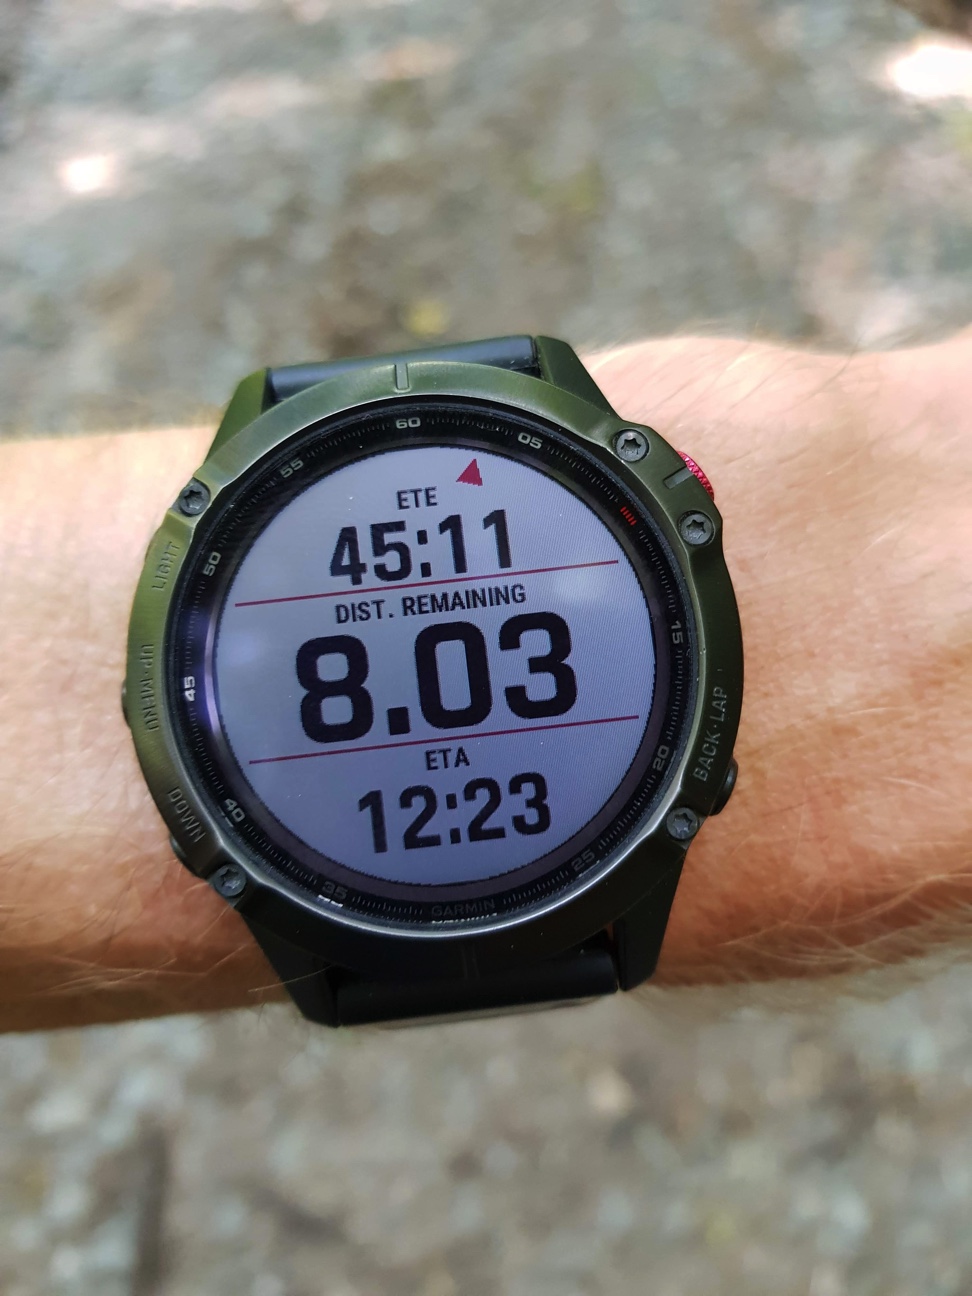 60
05
55
50
45
40
35
25
20
15
ETE
45:11
DIST. REMAINING
8.03
ETA
12:23
GARMIN
LIGHT
UP·MENU
DOWN
BACK·LAP